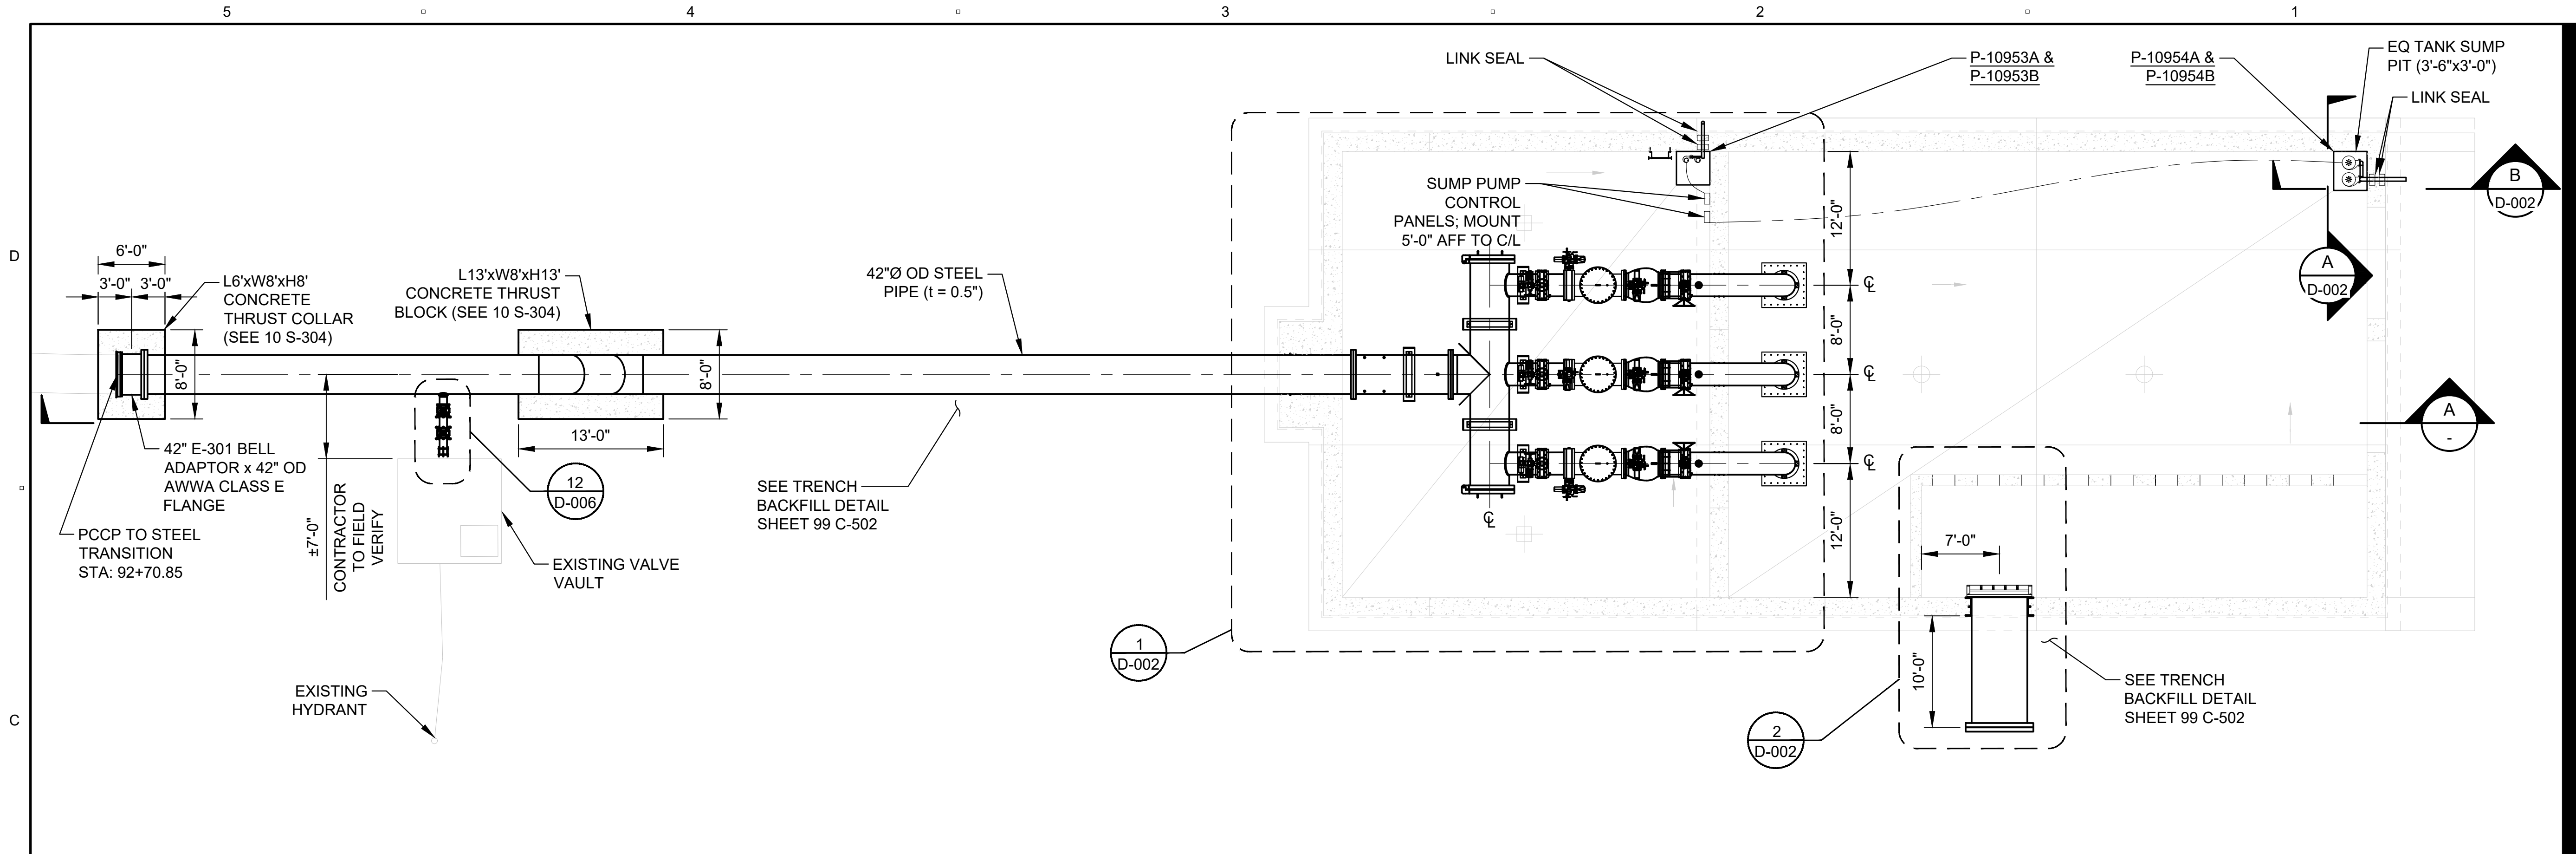 5
4
3
2
1
D
C
LINK SEAL
P-10953A &
P-10953B
P-10954A &
P-10954B
EQ TANK SUMP
PIT (3'-6"x3'-0")
LINK SEAL
B
D-002
A
D-002
A
-
SUMP PUMP
CONTROL
PANELS; MOUNT
5'-0" AFF TO C/L
12'-0"
8'-0"
8'-0"
12'-0"
℄
℄
℄
℄
6'-0"
3'-0"
3'-0"
L6'xW8'xH8'
CONCRETE
THRUST COLLAR
(SEE 10 S-304)
8'-0"
L13'xW8'xH13'
CONCRETE THRUST
BLOCK (SEE 10 S-304)
8'-0"
13'-0"
42"Ø OD STEEL
PIPE (t = 0.5")
42" E-301 BELL
ADAPTOR x 42" OD
AWWA CLASS E
FLANGE
PCCP TO STEEL
TRANSITION
STA: 92+70.85
±7'-0"
CONTRACTOR
TO FIELD
VERIFY
12
D-006
EXISTING VALVE
VAULT
EXISTING
HYDRANT
SEE TRENCH
BACKFILL DETAIL
SHEET 99 C-502
1
D-002
7'-0"
10'-0"
2
D-002
SEE TRENCH
BACKFILL DETAIL
SHEET 99 C-502